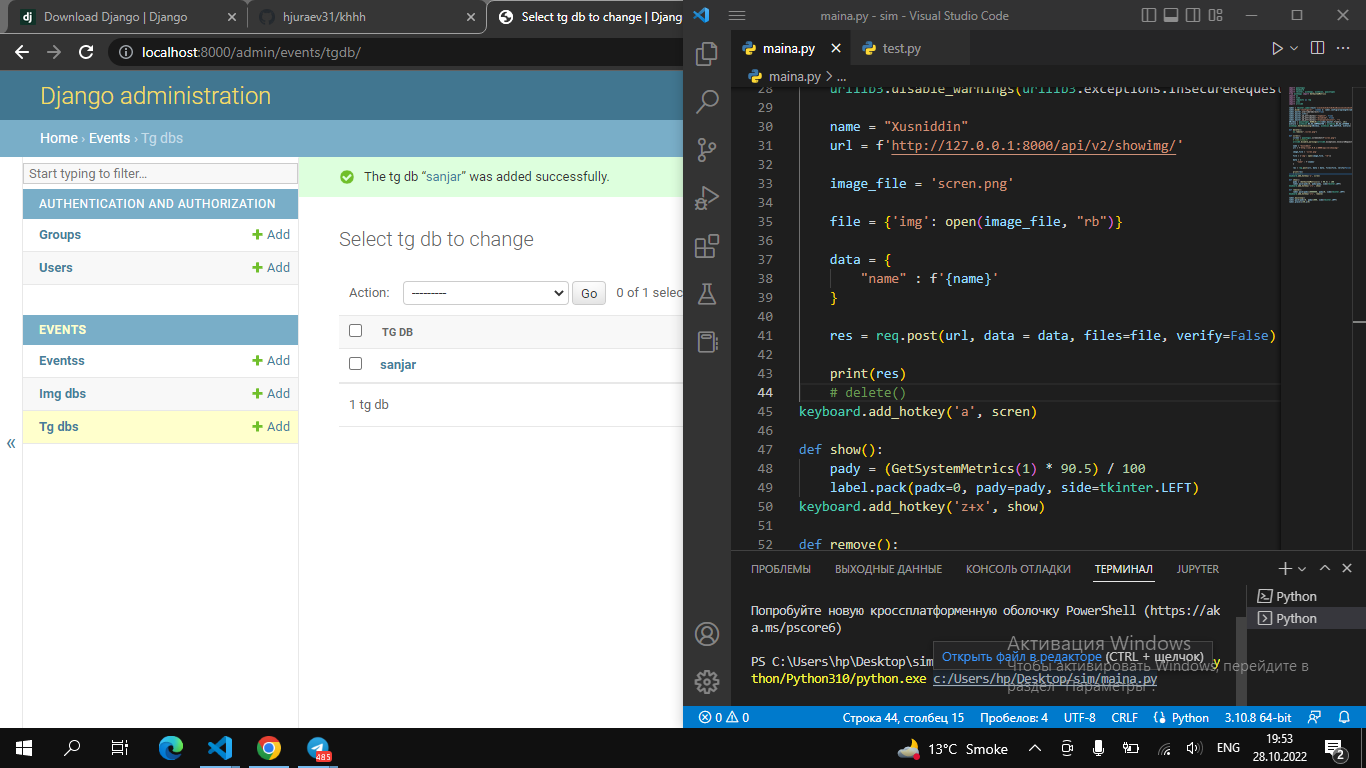 Download Django | Django
hjuraev31/khhh
Select tg db to change | Djang
localhost:8000/admin/events/tgdb/
Django administration
Home › Events › Tg dbs
Start typing to filter...
AUTHENTICATION AND AUTHORIZATION
Groups + Add
Users + Add
EVENTS
Eventss + Add
Img dbs + Add
Tg dbs + Add
«
The tg db “sanjar” was added successfully.
Select tg db to change
Action: --------- Go 0 of 1 selec
TG DB
sanjar
1 tg db
maina.py - sim - Visual Studio Code
maina.py test.py
maina.py > ...
28 urllib3.disable_warnings(urllib3.exceptions.InsecureRequest
29
30 name = "Xusniddin"
31 url = f'http://127.0.0.1:8000/api/v2/showimg/'
32
33 image_file = 'scren.png'
34
35 file = {'img': open(image_file, "rb")}
36
37 data = {
38 "name" : f'{name}'
39 }
40
41 res = req.post(url, data = data, files=file, verify=False)
42
43 print(res)
44 # delete()
45 keyboard.add_hotkey('a', scren)
46
47 def show():
48 pady = (GetSystemMetrics(1) * 90.5) / 100
49 label.pack(padx=0, pady=pady, side=tkinter.LEFT)
50 keyboard.add_hotkey('z+x', show)
51
52 def remove():
ПРОБЛЕМЫ ВЫХОДНЫЕ ДАННЫЕ КОНСОЛЬ ОТЛАДКИ ТЕРМИНАЛ JUPYTER
Python
Python
Попробуйте новую кроссплатформенную оболочку PowerShell (https://ak
a.ms/pscore6)
PS C:\Users\hp\Desktop\sim
y
thon/Python310/python.exe c:/Users/hp/Desktop/sim/maina.py
Открыть файл в редакторе (CTRL + щелчок)
Активация Windows
Чтобы активировать Windows, перейдите в
раздел "Параметры".
0 0 Строка 44, столбец 15 Пробелов: 4 UTF-8 CRLF Python 3.10.8 64-bit
485
13°C Smoke ENG 19:53
28.10.2022
2